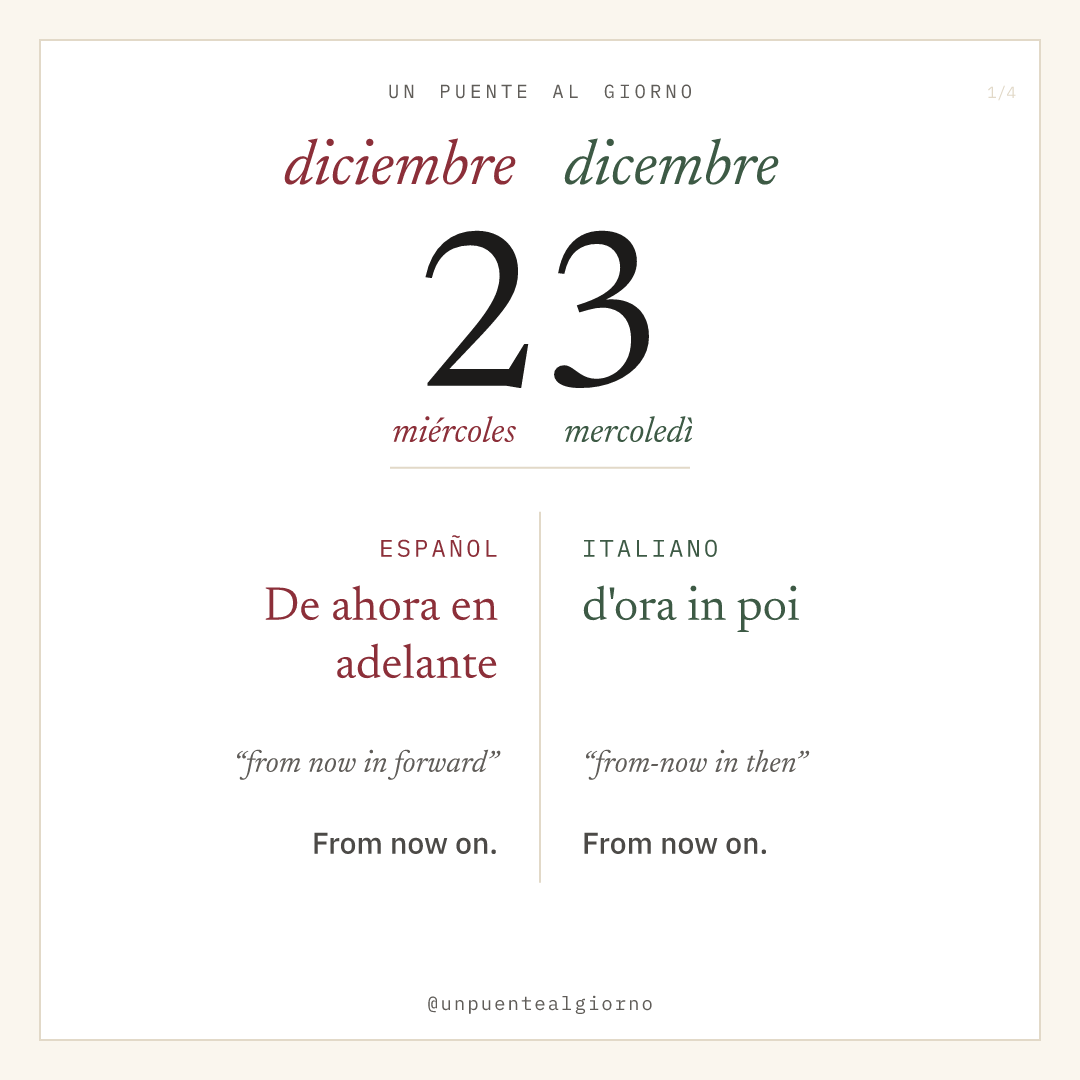 UN PUENTE AL GIORNO
1/4
diciembre dicembre
23
miércoles mercoledì
ESPAÑOL
De ahora en
adelante
“from now in forward”
From now on.
ITALIANO
d'ora in poi
“from-now in then”
From now on.
@unpuentealgiorno